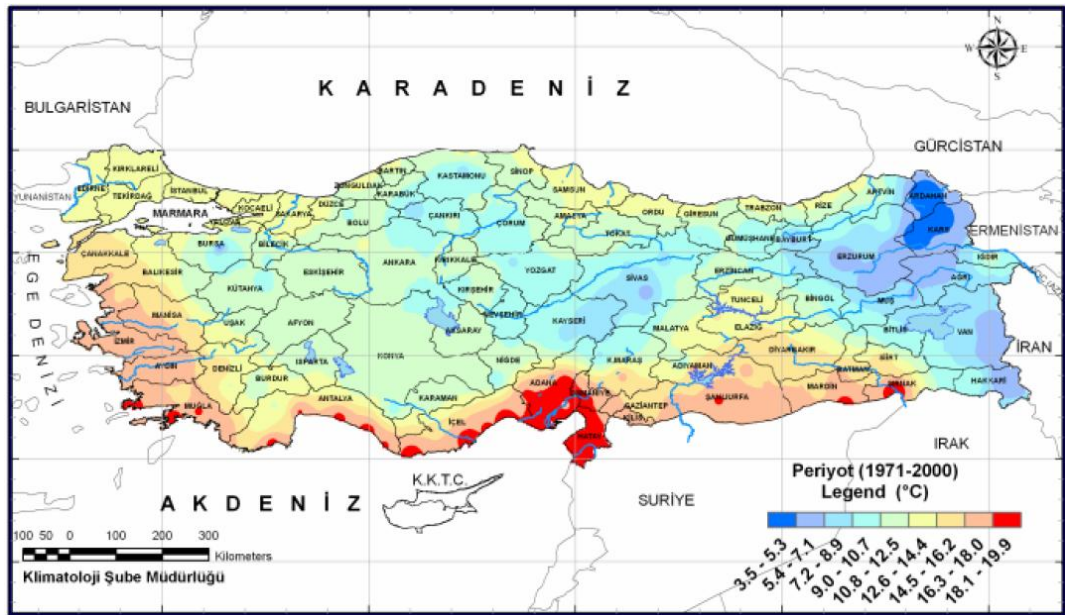 N
W E
S
K A R A D E N İ Z
BULGARİSTAN
GÜRCİSTAN
YUNANİSTAN
ERMENİSTAN
İRAN
IRAK
SURİYE
K.K.T.C.
A K D E N İ Z
E G E D E N İ Z İ
MARMARA
KIRKLARELİ
EDİRNE
TEKİRDAĞ
İSTANBUL
KOCAELİ
YALOVA
SAKARYA
DÜZCE
ZONGULDAK
BARTIN
KARABÜK
KASTAMONU
SİNOP
SAMSUN
BOLU
ÇANKIRI
ÇORUM
AMASYA
ORDU
GİRESUN
TRABZON
RİZE
ARTVİN
ARDAHAN
KARS
ÇANAKKALE
BURSA
BİLECİK
BALIKESİR
ESKİŞEHİR
ANKARA
KIRIKKALE
YOZGAT
TOKAT
SİVAS
GÜMÜŞHANE
BAYBURT
ERZİNCAN
ERZURUM
IĞDIR
AĞRI
KÜTAHYA
KIRŞEHİR
MANİSA
UŞAK
AFYON
AKSARAY
NEVŞEHİR
KAYSERİ
MALATYA
TUNCELİ
ELAZIĞ
BİNGÖL
MUŞ
BİTLİS
VAN
İZMİR
AYDIN
DENİZLİ
ISPARTA
BURDUR
KONYA
NİĞDE
K.MARAŞ
ADIYAMAN
DİYARBAKIR
BATMAN
SİİRT
ŞIRNAK
HAKKARİ
MUĞLA
ANTALYA
KARAMAN
İÇEL
ADANA
OSMANİYE
HATAY
GAZİANTEP
KİLİS
ŞANLIURFA
MARDİN
Periyot (1971-2000)
Legend (°C)
3.5 - 5.3
5.4 - 7.1
7.2 - 8.9
9.0 - 10.7
10.8 - 12.5
12.6 - 14.4
14.5 - 16.2
16.3 - 18.0
18.1 - 19.9
100 50 0 100 200 300
Kilometers
Klimatoloji Şube Müdürlüğü